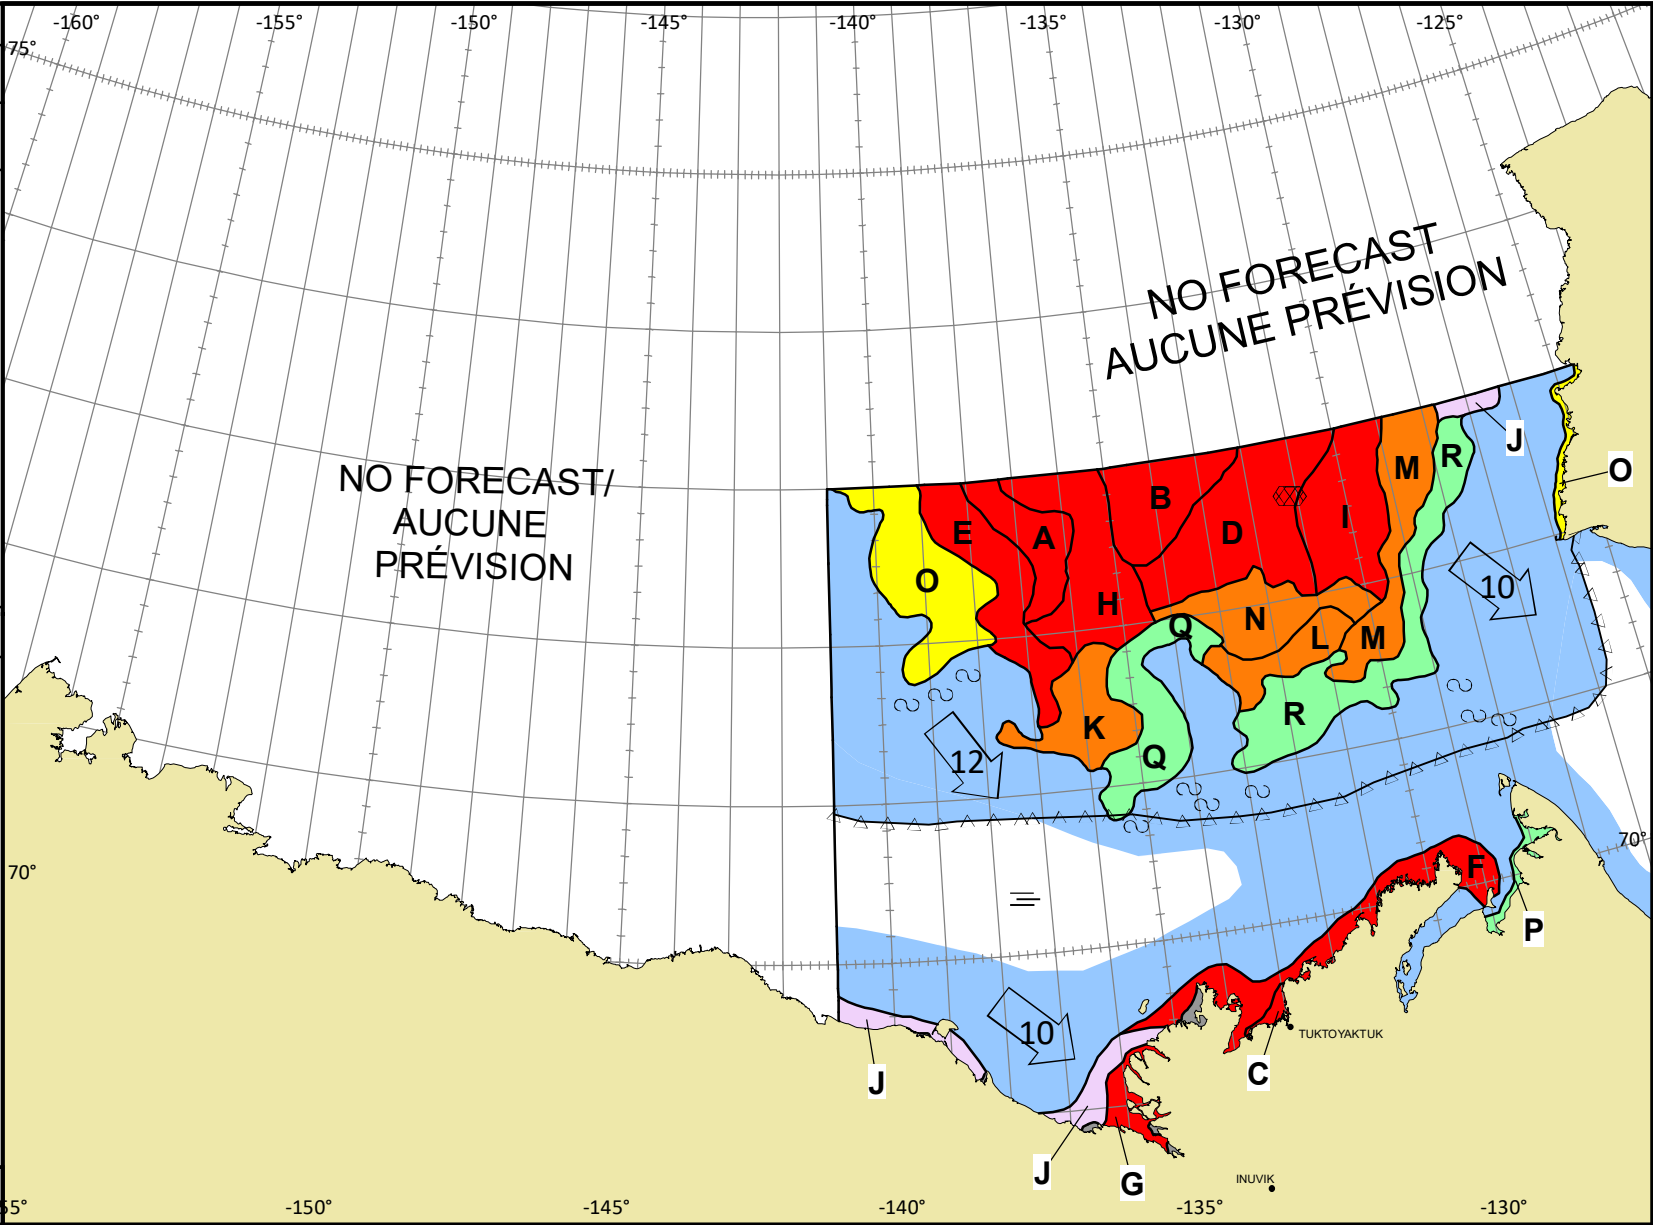 -160°
-155°
-150°
-145°
-140°
-135°
-130°
-125°
75°
NO FORECAST
AUCUNE PRÉVISION
NO FORECAST/
AUCUNE
PRÉVISION
J
M
R
O
B
I
E
A
D
O
10
H
N
Q
L
M
R
K
Q
12
70°
70°
F
P
10
TUKTOYAKTUK
C
J
J
G
INUVIK
55°
-150°
-145°
-140°
-135°
-130°